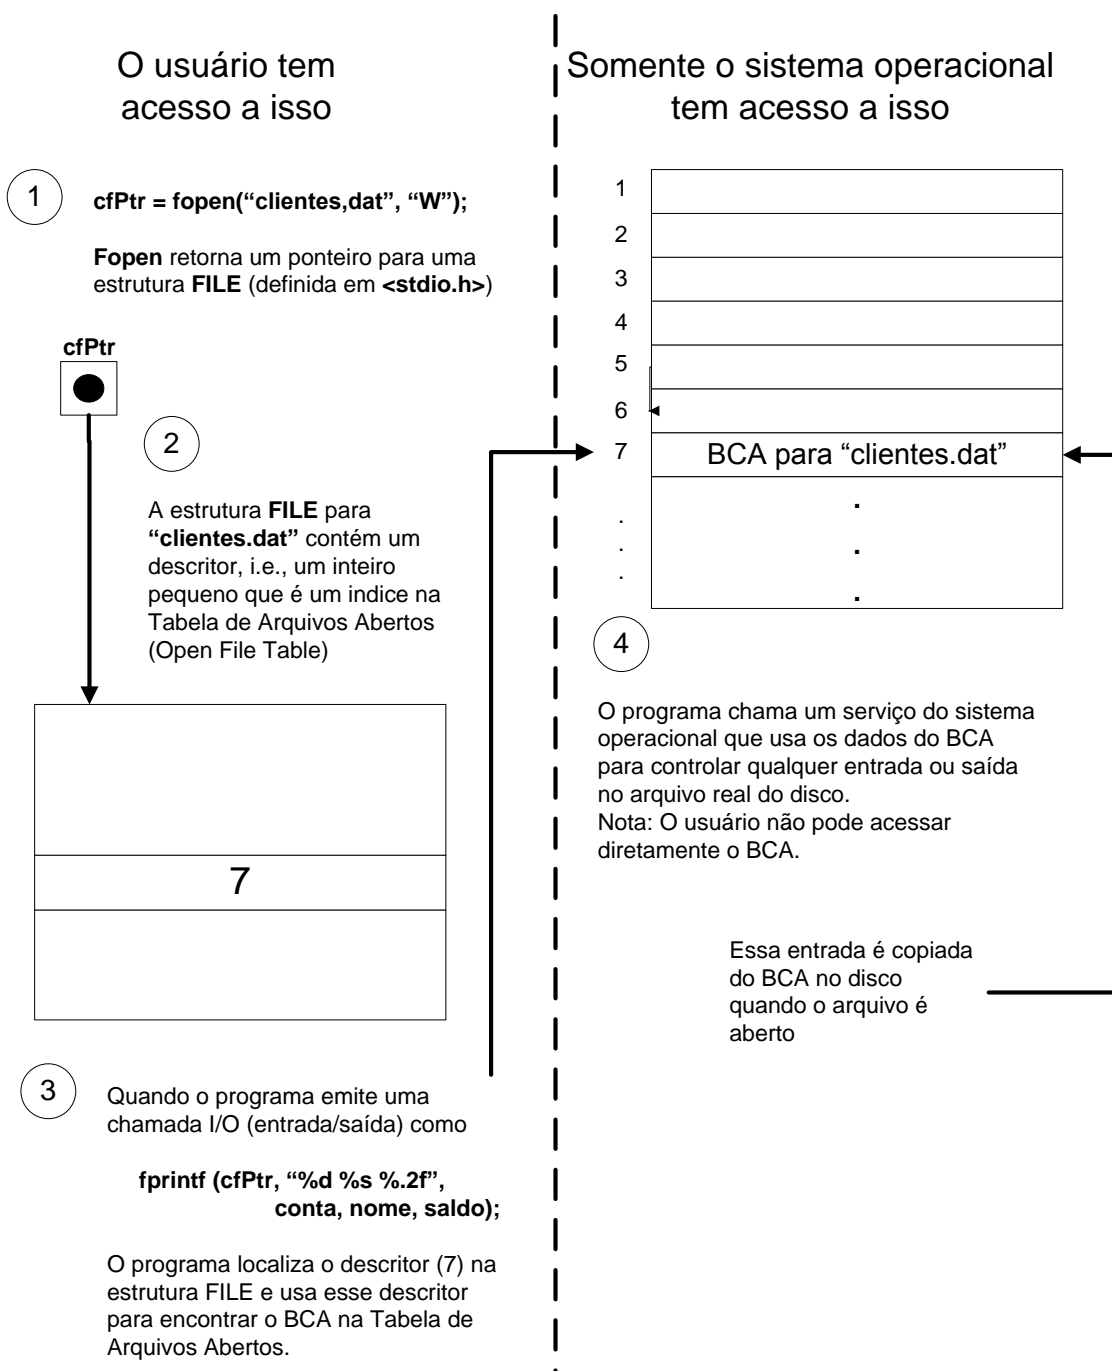 O usuário tem
acesso a isso
Somente o sistema operacional
tem acesso a isso
1
cfPtr = fopen(“clientes,dat”, “W”);
Fopen retorna um ponteiro para uma
estrutura FILE (definida em <stdio.h>)
cfPtr
2
A estrutura FILE para
“clientes.dat” contém um
descritor, i.e., um inteiro
pequeno que é um indice na
Tabela de Arquivos Abertos
(Open File Table)
7
3
Quando o programa emite uma
chamada I/O (entrada/saída) como
fprintf (cfPtr, “%d %s %.2f”,
conta, nome, saldo);
O programa localiza o descritor (7) na
estrutura FILE e usa esse descritor
para encontrar o BCA na Tabela de
Arquivos Abertos.
1
2
3
4
5
6
7 BCA para “clientes.dat”
. .
. .
. .
4
O programa chama um serviço do sistema
operacional que usa os dados do BCA
para controlar qualquer entrada ou saída
no arquivo real do disco.
Nota: O usuário não pode acessar
diretamente o BCA.
Essa entrada é copiada
do BCA no disco
quando o arquivo é
aberto